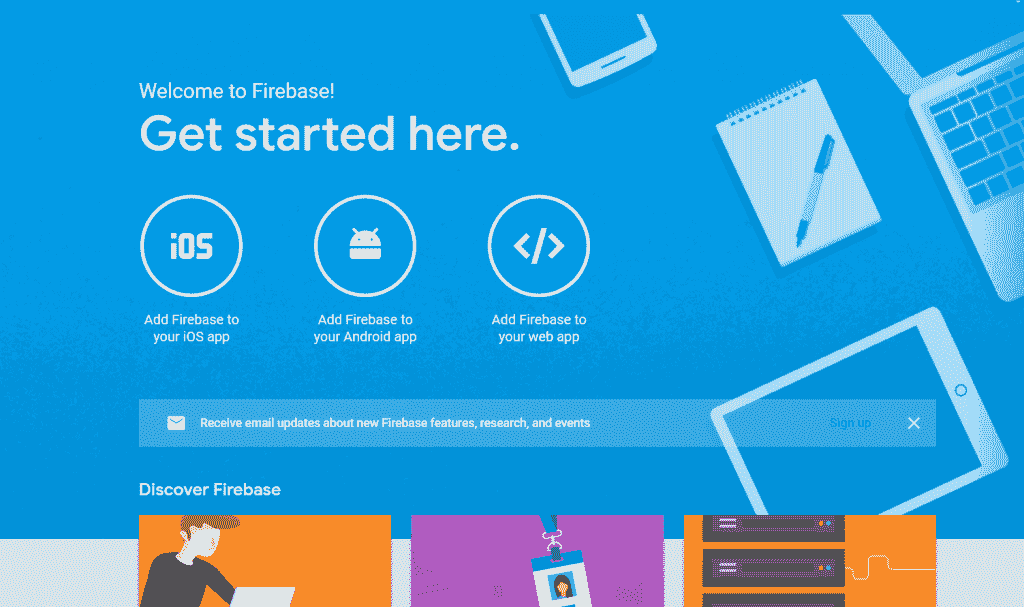 Welcome to Firebase!
Get started here.
iOS
</>
Add Firebase to
your iOS app
Add Firebase to
your Android app
Add Firebase to
your web app
Receive email updates about new Firebase features, research, and events
Sign up
Discover Firebase